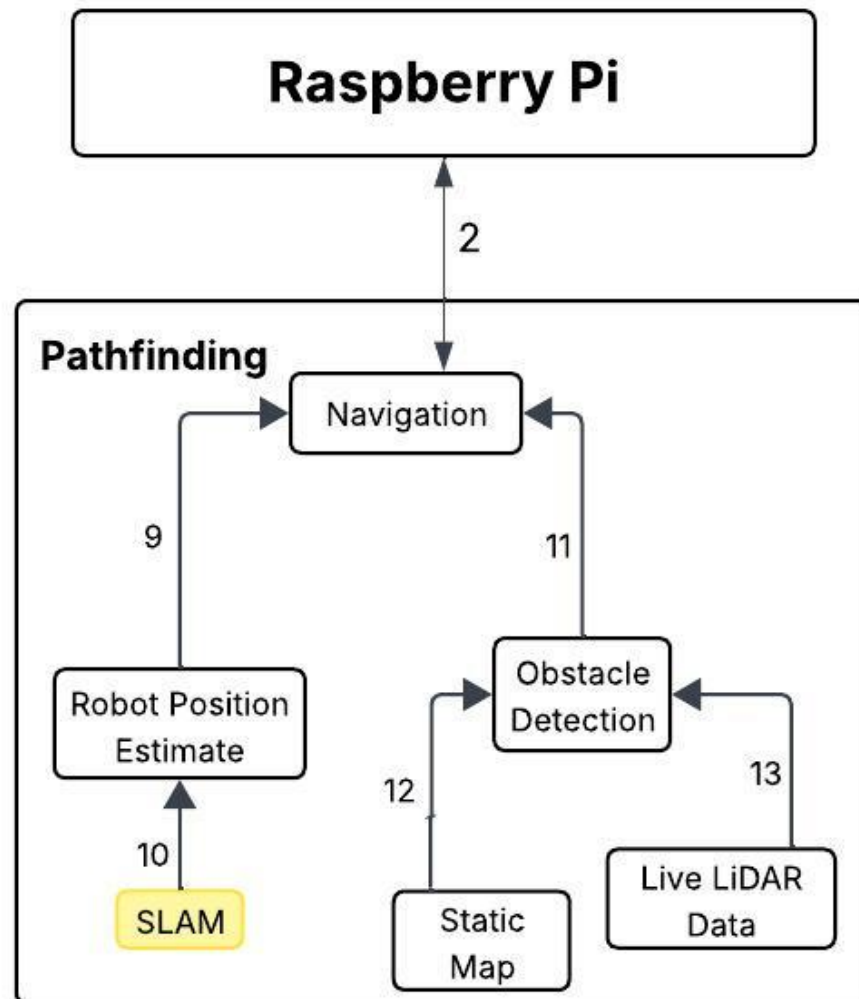 Raspberry Pi
2
Pathfinding
Navigation
9
11
Robot Position
Estimate
Obstacle
Detection
12
13
10
SLAM
Static
Map
Live LiDAR
Data